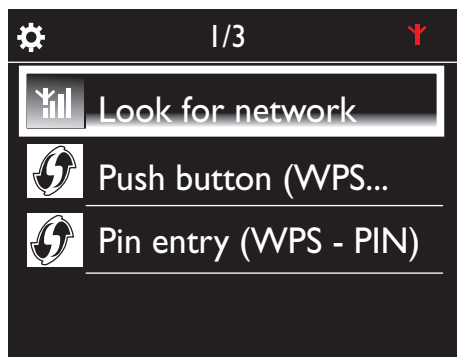 1/3
Look for network
Push button (WPS...
Pin entry (WPS - PIN)